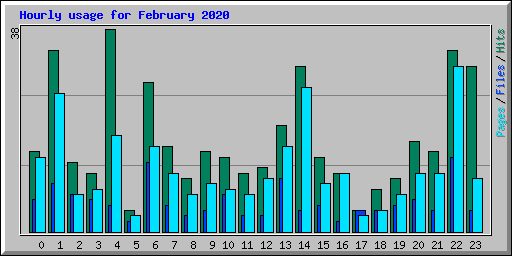 Hourly usage for February 2020
38
Pages / Files / Hits
0 1 2 3 4 5 6 7 8 9 10 11 12 13 14 15 16 17 18 19 20 21 22 23